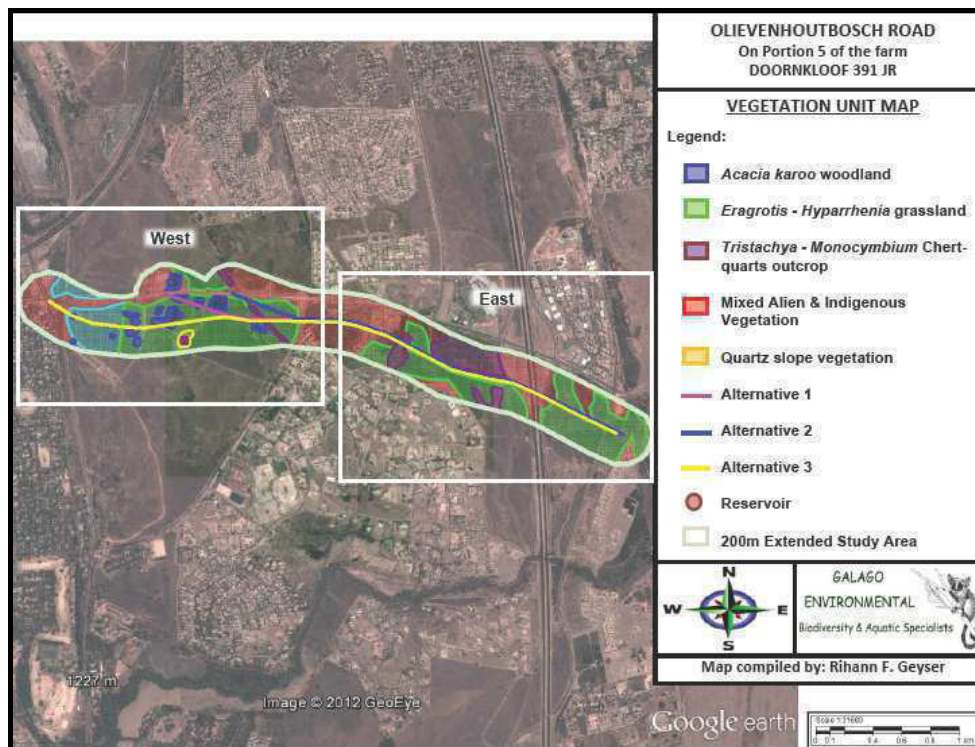 OLIEVENHOUTBOSCH ROAD
On Portion 5 of the farm
DOORNKLOOF 391 JR
VEGETATION UNIT MAP
Legend:
Acacia karoo woodland
Eragrotis - Hyparrhenia grassland
Tristachya - Monocymbium Chert-
quarts outcrop
Mixed Alien & Indigenous
Vegetation
Quartz slope vegetation
Alternative 1
Alternative 2
Alternative 3
Reservoir
200m Extended Study Area
West
East
N
W E
S
GALAGO
ENVIRONMENTAL
Biodiversity & Aquatic Specialists
Map compiled by: Rihann F. Geyser
1227 m
Image © 2012 GeoEye
Google earth